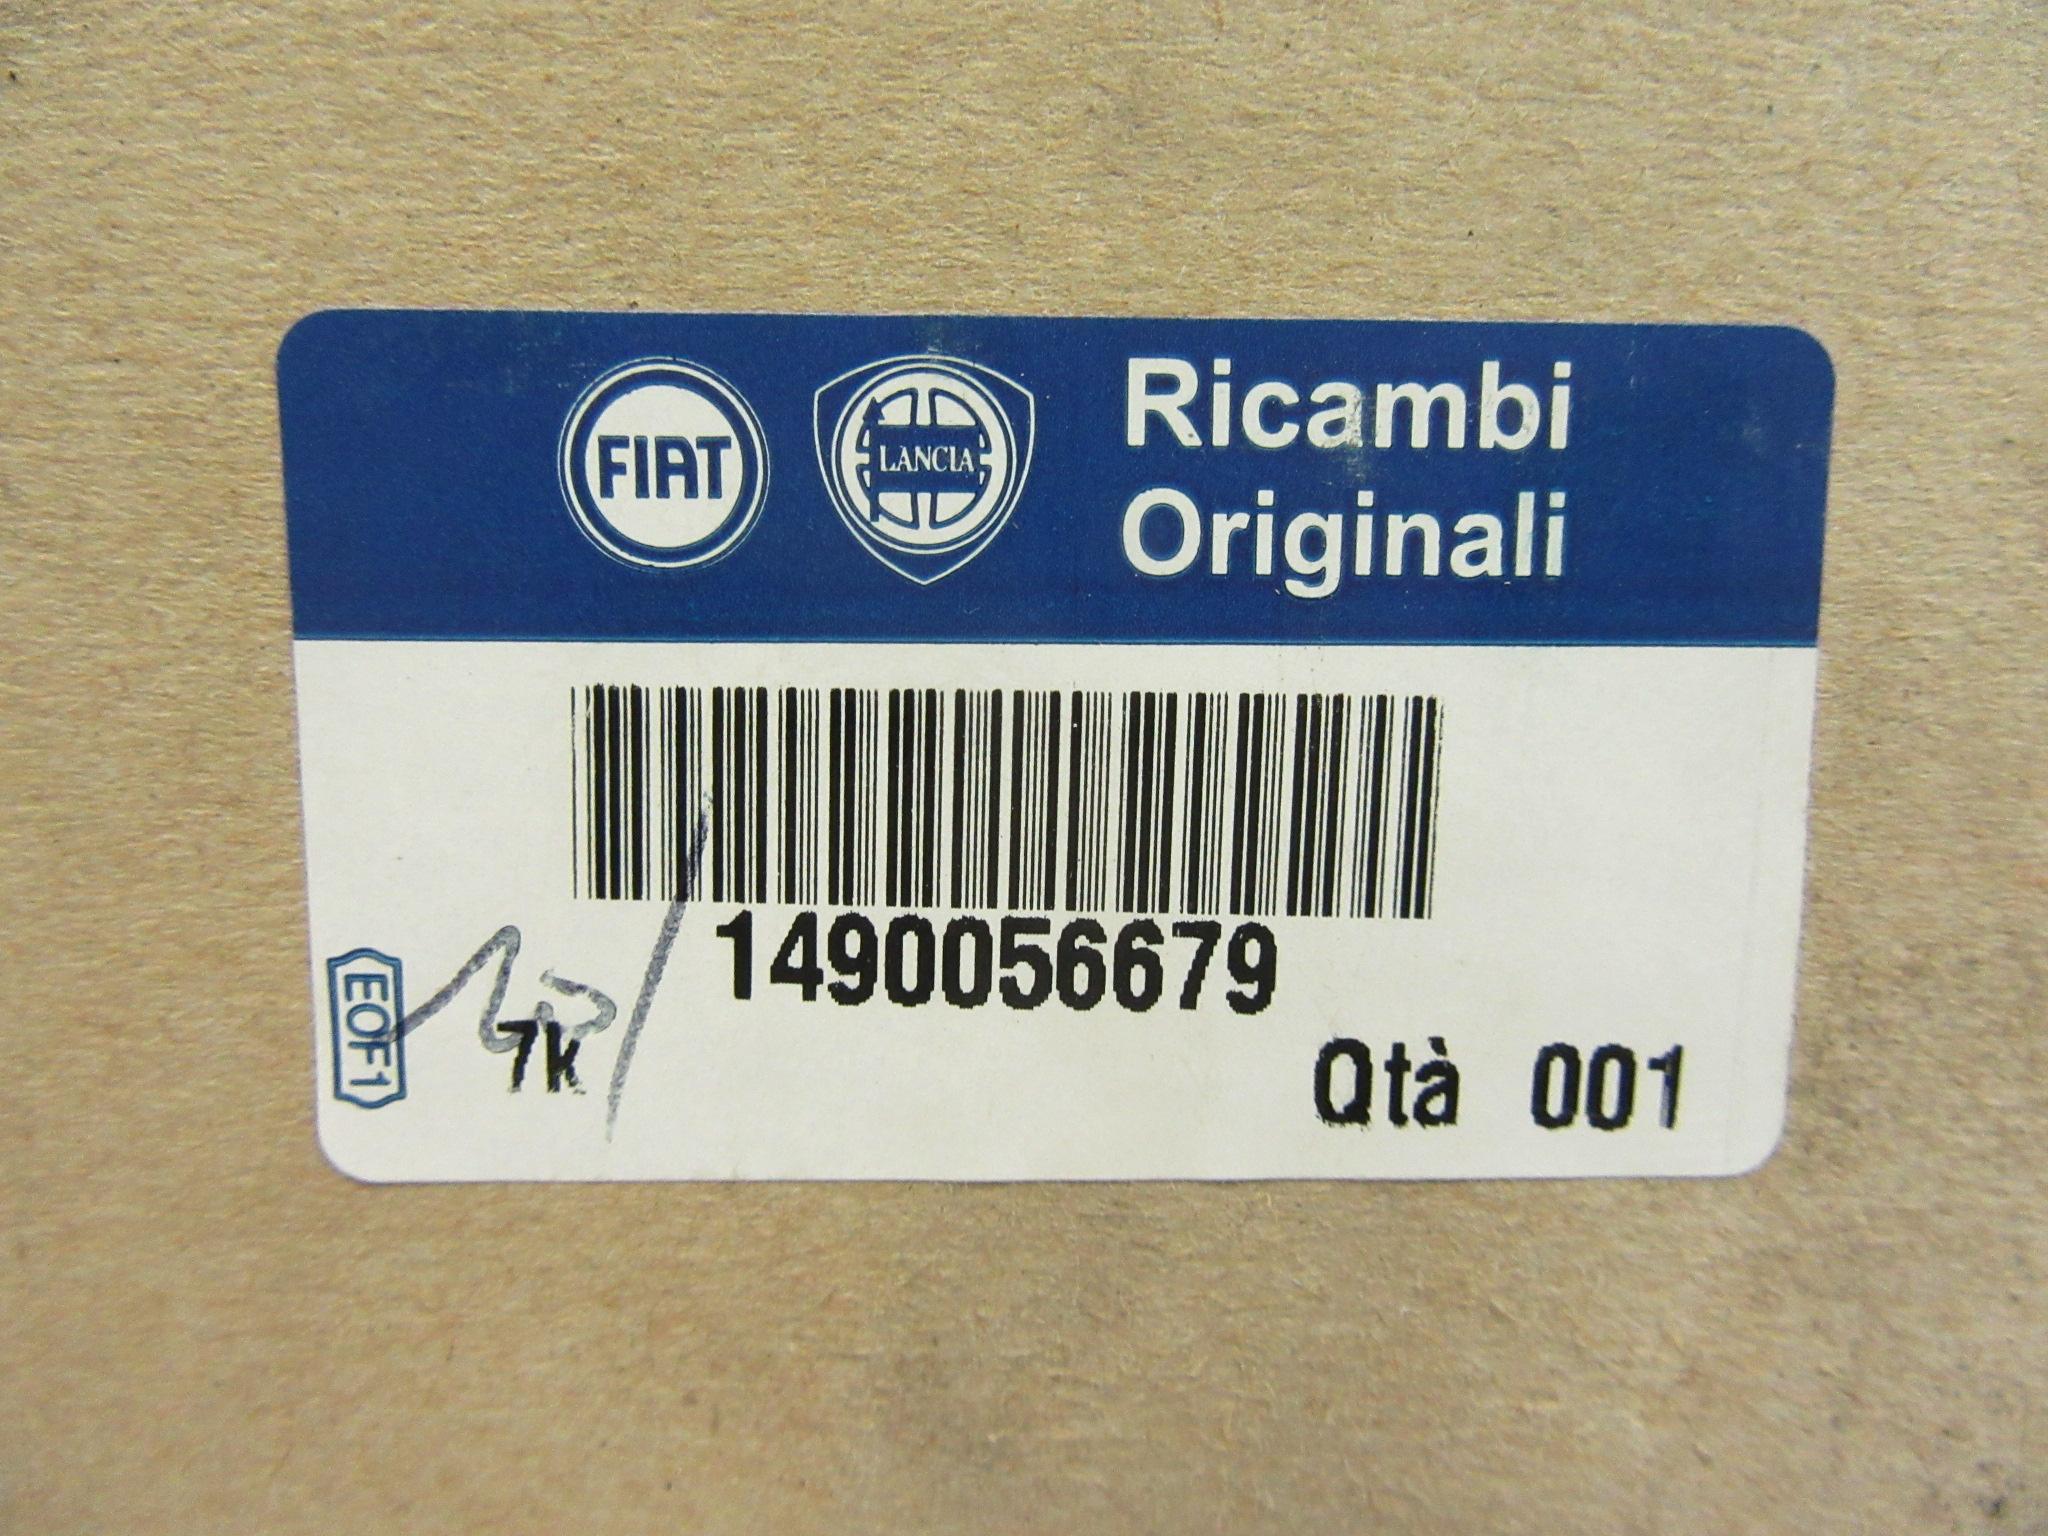 FIAT
LANCIA
Ricambi
Originali
1490056679
EOF1
7k
Qtà 001